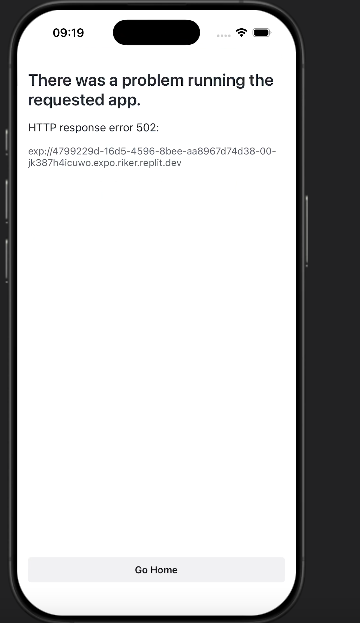 09:19
There was a problem running the
requested app.
HTTP response error 502:
exp://4799229d-16d5-4596-8bee-aa8967d74d38-00-
jk387h4icuwo.expo.riker.replit.dev
Go Home